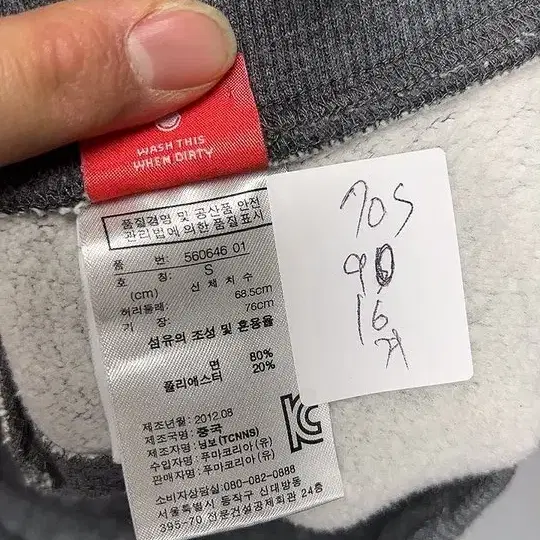 WASH THIS
WHEN DIRTY
품질경영 및 공산품 안전
관리법에 의한 품질표시
품 번: 560646 01
호 칭: S
(cm) 신 체 치 수
허리둘레: 68.5cm
기 장: 76cm
섬유의 조성 및 혼용율
면 80%
폴리에스터 20%
제조년월: 2012.08
제조국명: 중국
제조자명: 닝보(TCNNS)
수입자명: 푸마코리아(유)
판매자명: 푸마코리아(유)
소비자상담실: 080-082-0888
서울특별시 동작구 신대방동
395-70 전문건설공제회관 24층
70S
90
16